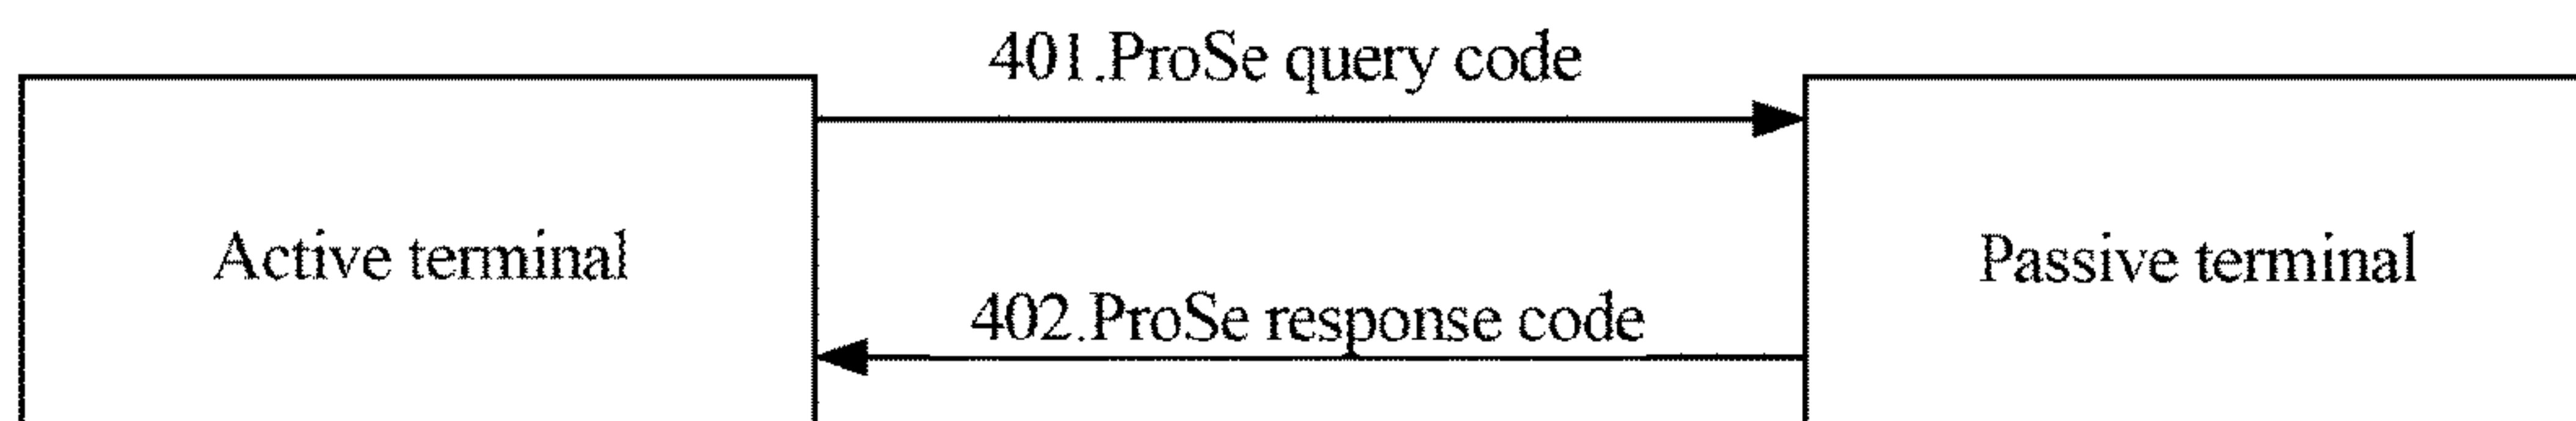 401.ProSe query code
Active terminal
Passive terminal
402.ProSe response code